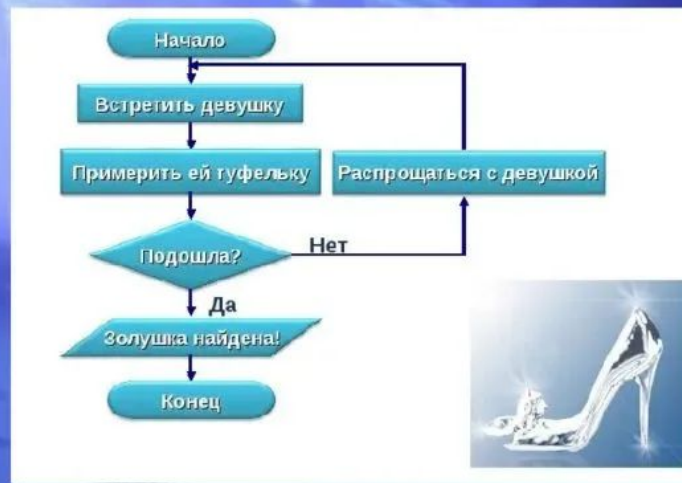 Начало
Встретить девушку
Примерить ей туфельку
Распрощаться с девушкой
Подошла?
Нет
Да
Золушка найдена!
Конец